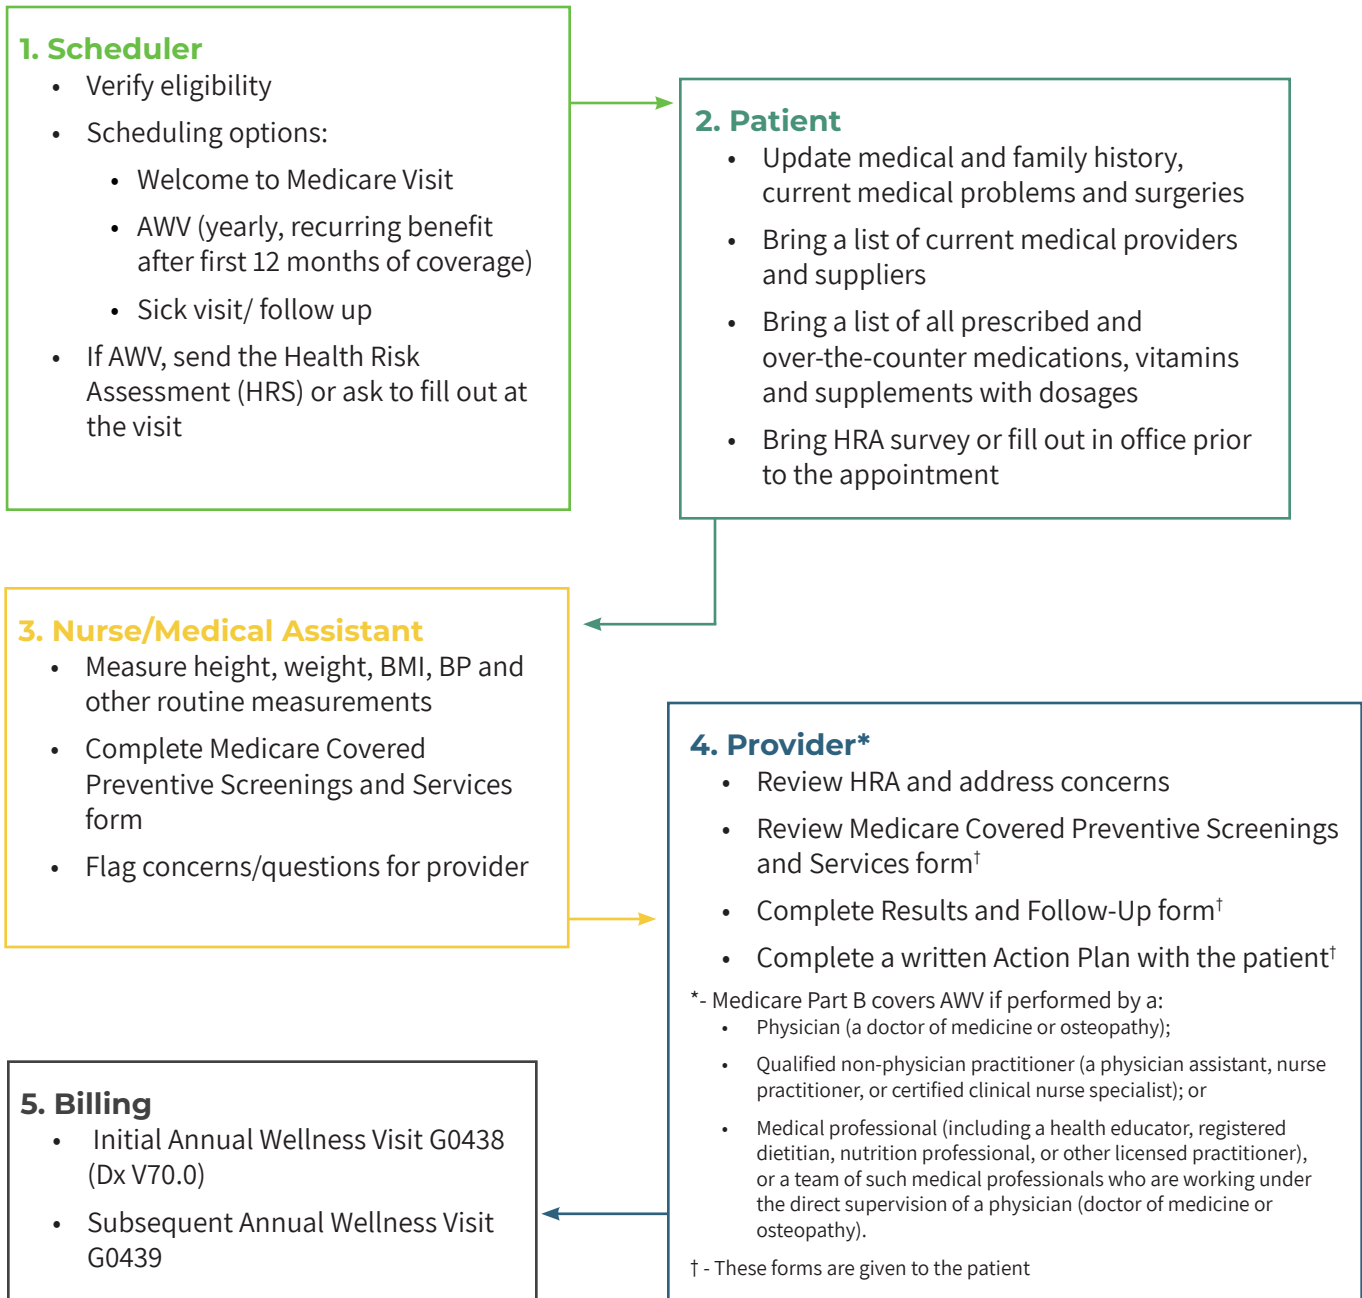 1. Scheduler
• Verify eligibility
• Scheduling options:
• Welcome to Medicare Visit
• AWV (yearly, recurring benefit
after first 12 months of coverage)
• Sick visit/ follow up
• If AWV, send the Health Risk
Assessment (HRS) or ask to fill out at
the visit
2. Patient
• Update medical and family history,
current medical problems and surgeries
• Bring a list of current medical providers
and suppliers
• Bring a list of all prescribed and
over-the-counter medications, vitamins
and supplements with dosages
• Bring HRA survey or fill out in office prior
to the appointment
3. Nurse/Medical Assistant
• Measure height, weight, BMI, BP and
other routine measurements
• Complete Medicare Covered
Preventive Screenings and Services
form
• Flag concerns/questions for provider
4. Provider*
• Review HRA and address concerns
• Review Medicare Covered Preventive Screenings
and Services form†
• Complete Results and Follow-Up form†
• Complete a written Action Plan with the patient†
*- Medicare Part B covers AWV if performed by a:
• Physician (a doctor of medicine or osteopathy);
• Qualified non-physician practitioner (a physician assistant, nurse
practitioner, or certified clinical nurse specialist); or
• Medical professional (including a health educator, registered
dietitian, nutrition professional, or other licensed practitioner),
or a team of such medical professionals who are working under
the direct supervision of a physician (doctor of medicine or
osteopathy).
† - These forms are given to the patient
5. Billing
• Initial Annual Wellness Visit G0438
(Dx V70.0)
• Subsequent Annual Wellness Visit
G0439